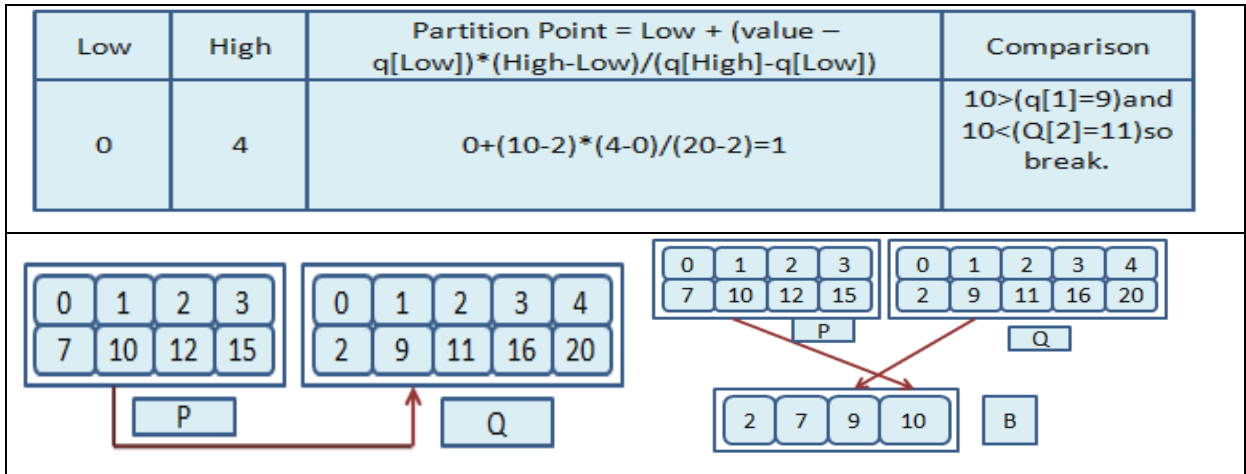 Low
High
Partition Point = Low + (value –
q[Low])*(High-Low)/(q[High]-q[Low])
Comparison
0
4
0+(10-2)*(4-0)/(20-2)=1
10>(q[1]=9)and
10<(Q[2]=11)so
break.
0 1 2 3
7 10 12 15
P
0 1 2 3 4
2 9 11 16 20
Q
0 1 2 3
7 10 12 15
P
0 1 2 3 4
2 9 11 16 20
Q
2 7 9 10
B